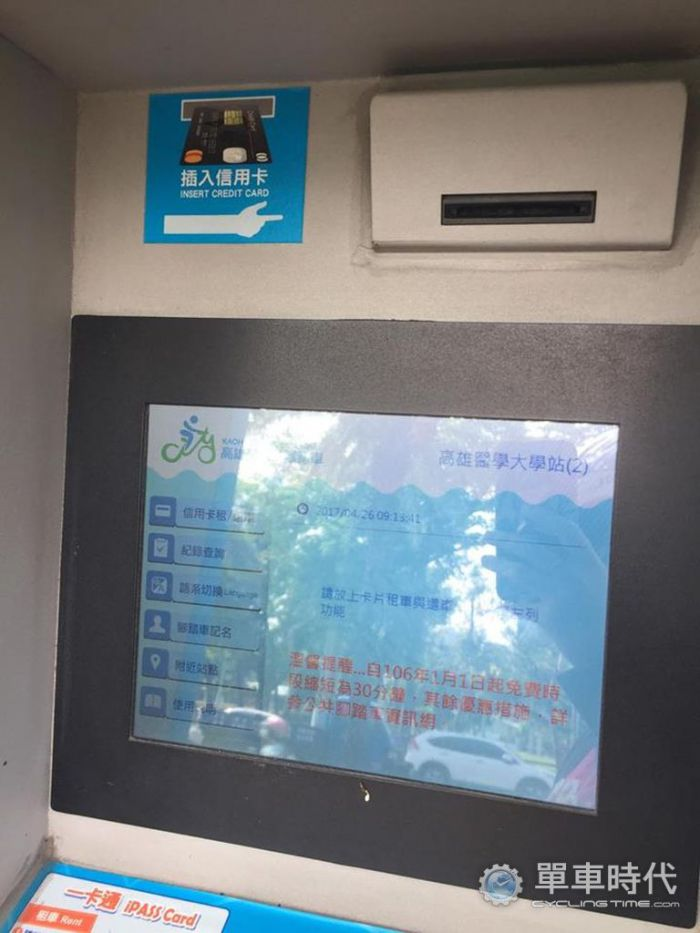 插入信用卡
INSERT CREDIT CARD
KAOH
高雄
車
高雄醫學大學站(2)
信用卡租/
2017/04/26 09:13:41
紀錄查詢
語系切換 Language
腳踏車記名
附近站點
使用
請放上卡片租車與還
列
功能
溫馨提醒...自106年1月1日起免費時
段縮短為30分鐘，其餘優惠措施，詳
參公共腳踏車資訊網
一卡通 iPASS Card
租車 Rent
單車時代
CYCLINGTIME.COM